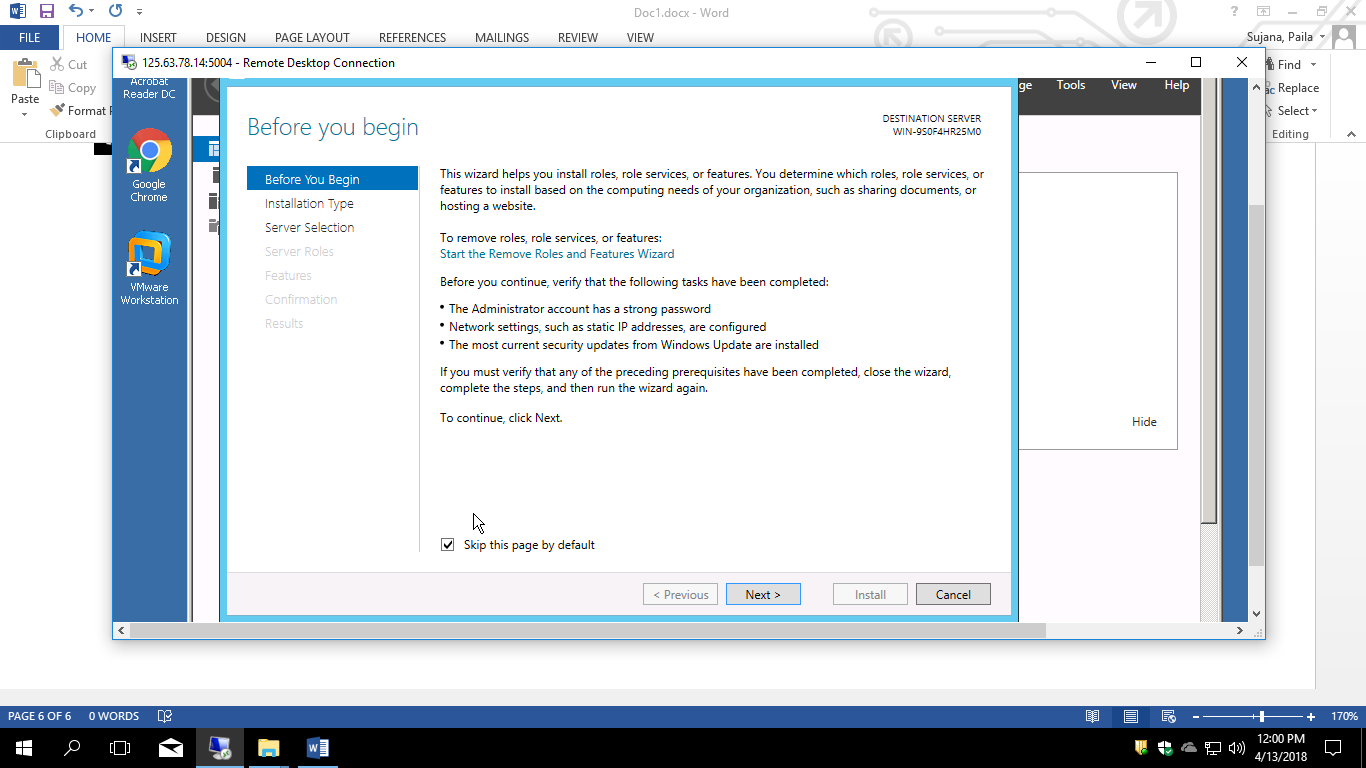 Doc1.docx - Word
FILE
HOME
INSERT
DESIGN
PAGE LAYOUT
REFERENCES
MAILINGS
REVIEW
VIEW
Sujana, Paila
Paste
Cut
Copy
Format
Clipboard
Find
Replace
Select
Editing
125.63.78.14:5004 - Remote Desktop Connection
Acrobat
Reader DC
Google
Chrome
VMware
Workstation
Tools
View
Help
Hide
Before you begin
DESTINATION SERVER
WIN-9S0F4HR25M0
Before You Begin
Installation Type
Server Selection
Server Roles
Features
Confirmation
Results
This wizard helps you install roles, role services, or features. You determine which roles, role services, or
features to install based on the computing needs of your organization, such as sharing documents, or
hosting a website.
To remove roles, role services, or features:
Start the Remove Roles and Features Wizard
Before you continue, verify that the following tasks have been completed:
• The Administrator account has a strong password
• Network settings, such as static IP addresses, are configured
• The most current security updates from Windows Update are installed
If you must verify that any of the preceding prerequisites have been completed, close the wizard,
complete the steps, and then run the wizard again.
To continue, click Next.
Skip this page by default
< Previous
Next >
Install
Cancel
PAGE 6 OF 6
0 WORDS
170%
12:00 PM
4/13/2018